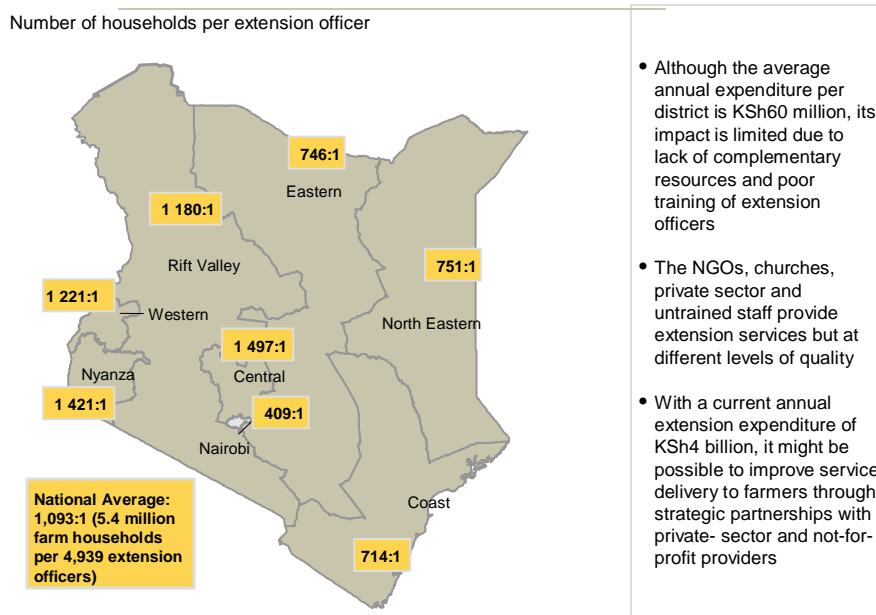 Number of households per extension officer
746:1
Eastern
1 180:1
Rift Valley
751:1
North Eastern
1 221:1
Western
1 497:1
Central
Nyanza
1 421:1
409:1
Nairobi
Coast
714:1
National Average:
1,093:1 (5.4 million
farm households
per 4,939 extension
officers)
• Although the average
annual expenditure per
district is KSh60 million, its
impact is limited due to
lack of complementary
resources and poor
training of extension
officers
• The NGOs, churches,
private sector and
untrained staff provide
extension services but at
different levels of quality
• With a current annual
extension expenditure of
KSh4 billion, it might be
possible to improve service
delivery to farmers through
strategic partnerships with
private- sector and not-for-
profit providers